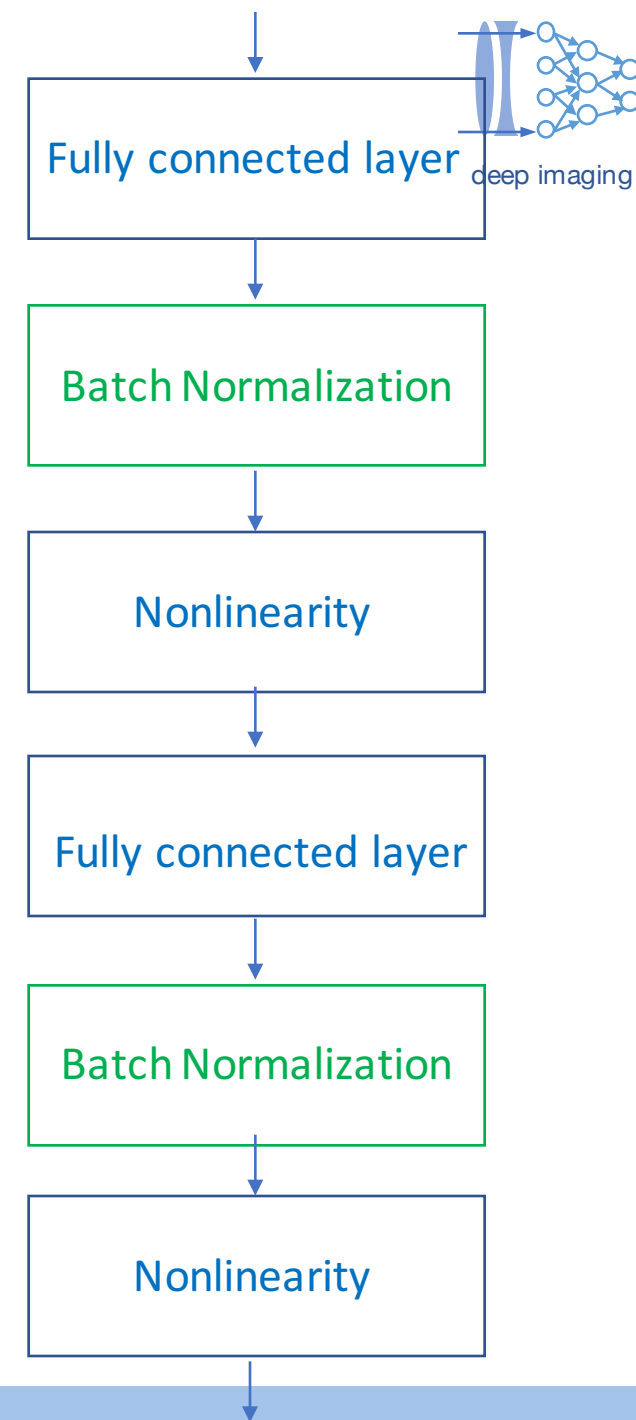 Fully connected layer
deep imaging
Batch Normalization
Nonlinearity
Fully connected layer
Batch Normalization
Nonlinearity